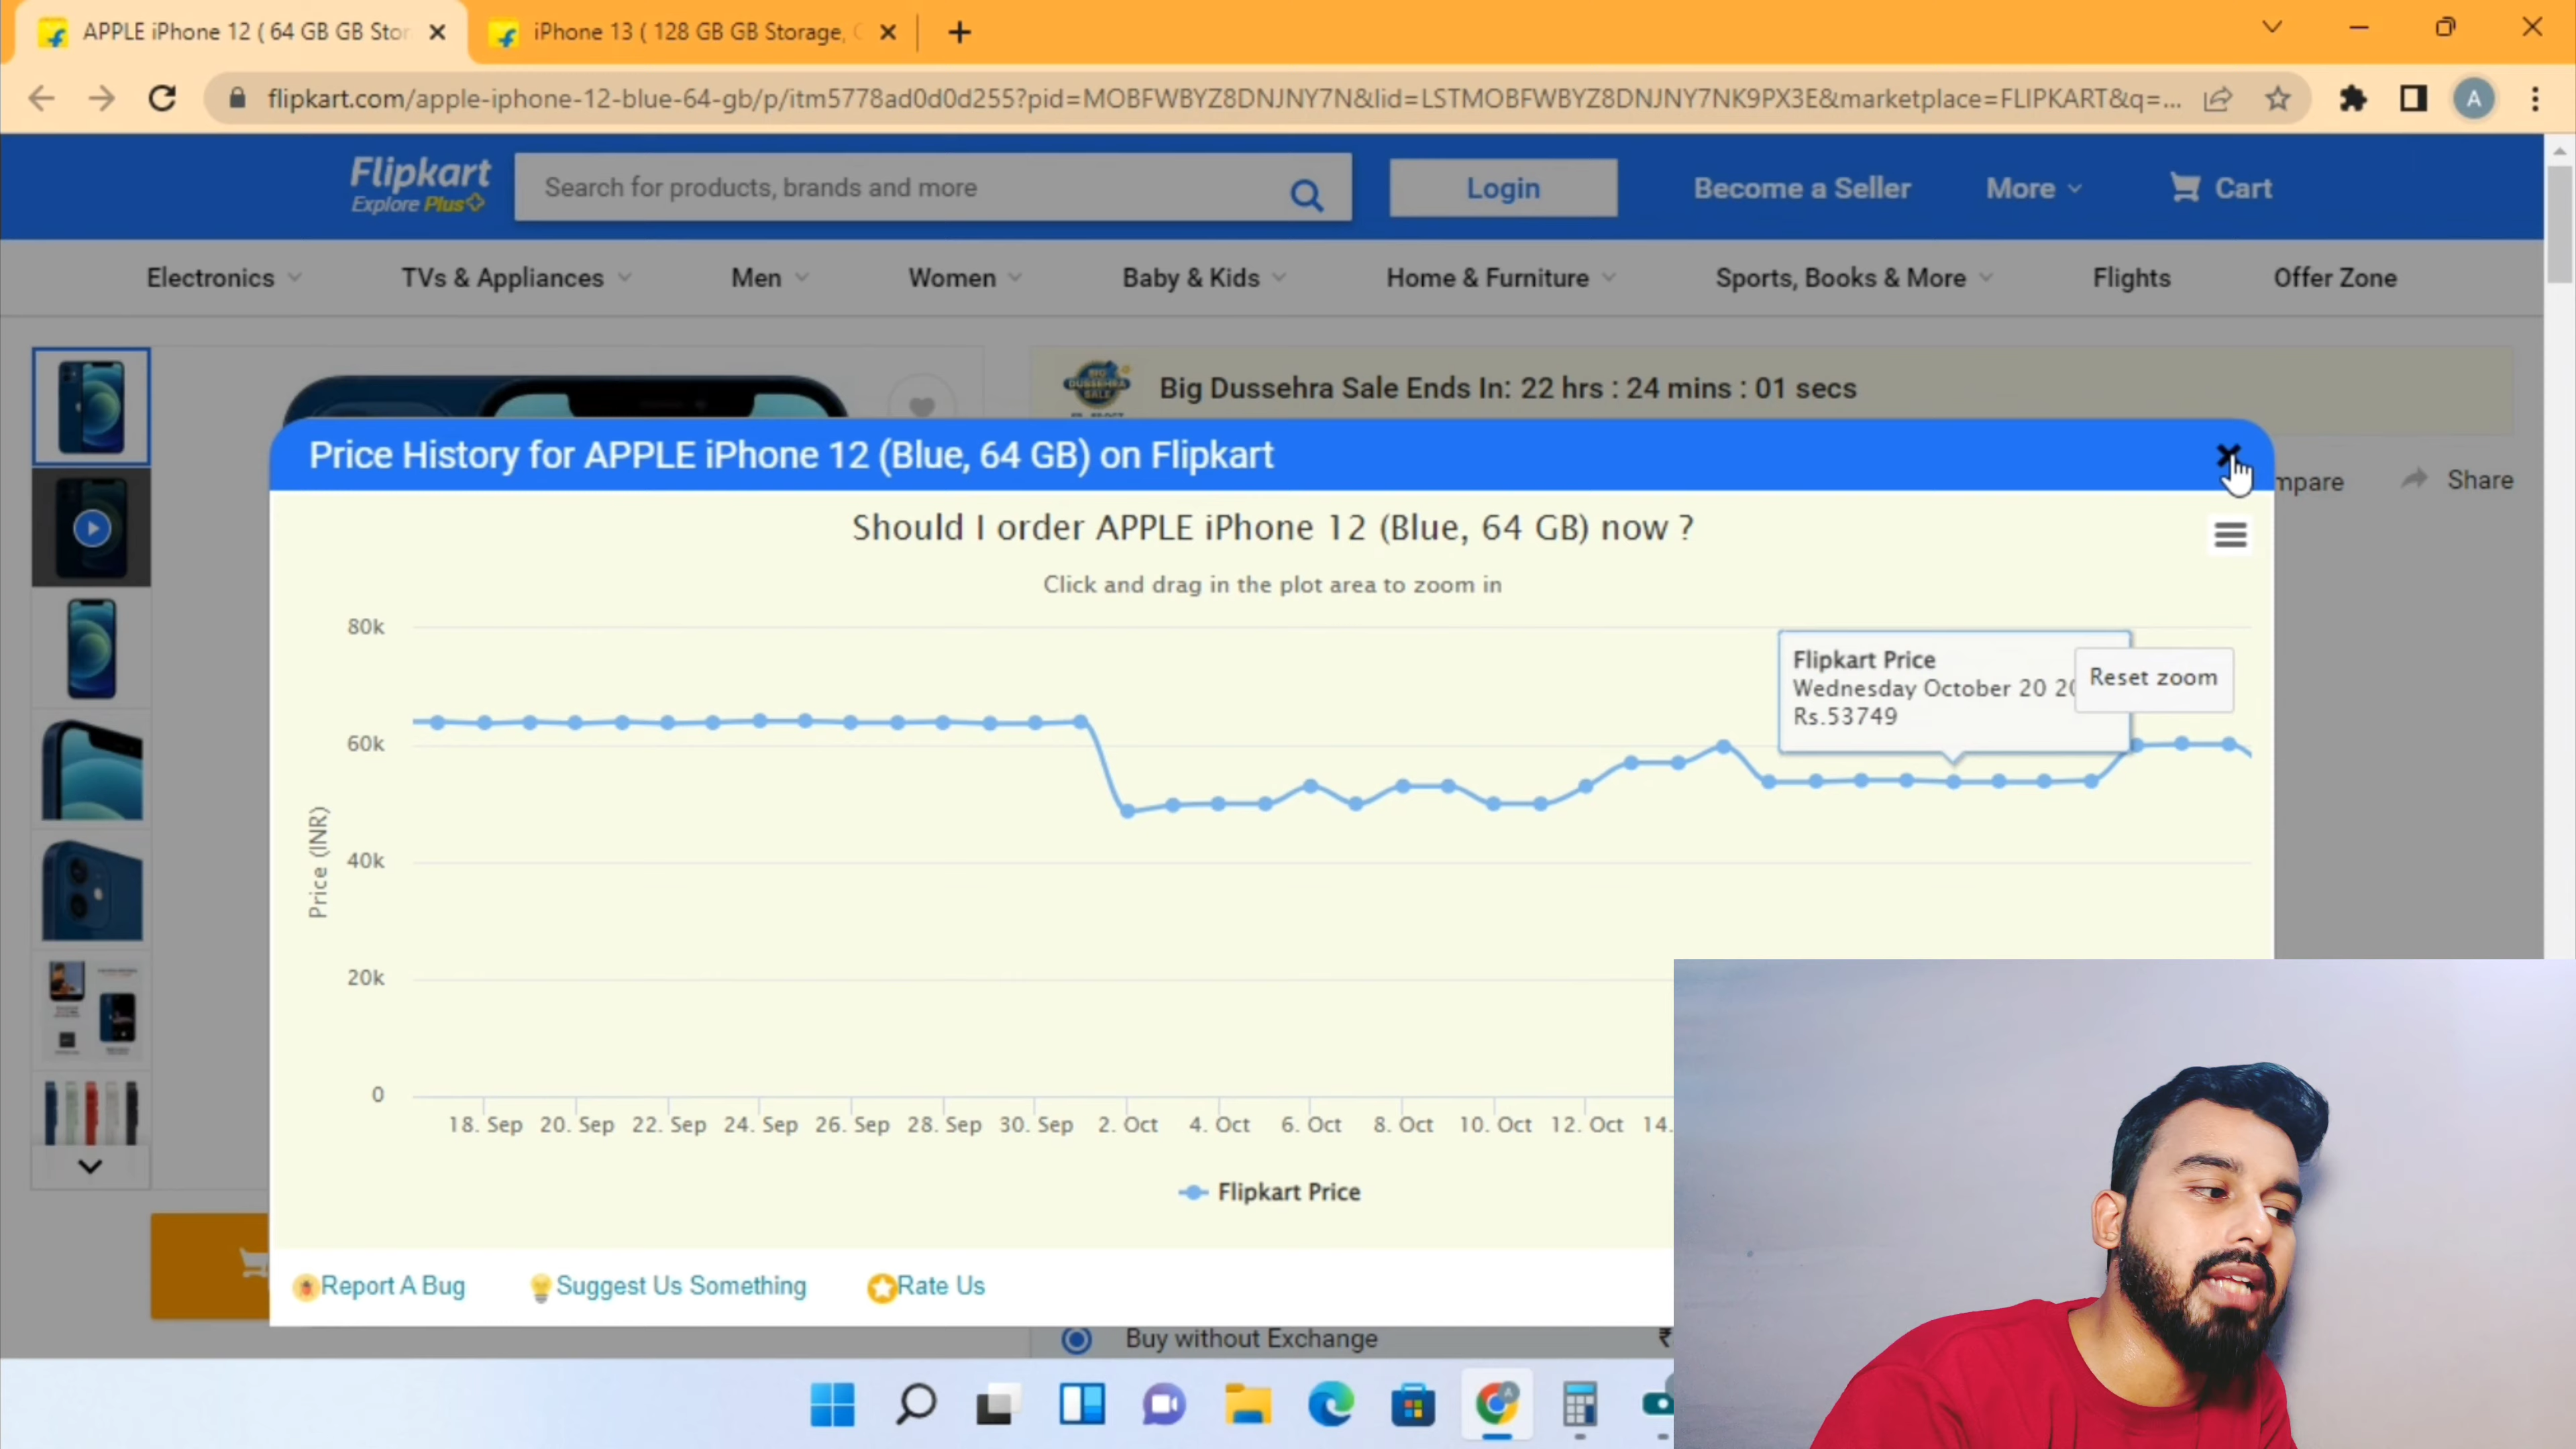 APPLE iPhone 12 ( 64 GB GB Stor
iPhone 13 ( 128 GB GB Storage,
flipkart.com/apple-iphone-12-blue-64-gb/p/itm5778ad0d0d255?pid=MOBFWBYZ8DNJNY7N&lid=LSTMOBFWBYZ8DNJNY7NK9PX3E&marketplace=FLIPKART&q=...
A
Flipkart
Explore Plus
Search for products, brands and more
Login
Become a Seller
More
Cart
Electronics
TVs & Appliances
Men
Women
Baby & Kids
Home & Furniture
Sports, Books & More
Flights
Offer Zone
BIG
DUSSEHRA
SALE
Big Dussehra Sale Ends In: 22 hrs : 24 mins : 01 secs
mpare
Share
Price History for APPLE iPhone 12 (Blue, 64 GB) on Flipkart
Should I order APPLE iPhone 12 (Blue, 64 GB) now ?
Click and drag in the plot area to zoom in
80k
60k
40k
20k
0
Price (INR)
Flipkart Price
Wednesday October 20 20
Rs.53749
Reset zoom
18. Sep
20. Sep
22. Sep
24. Sep
26. Sep
28. Sep
30. Sep
2. Oct
4. Oct
6. Oct
8. Oct
10. Oct
12. Oct
14.
Flipkart Price
Report A Bug
Suggest Us Something
Rate Us
Buy without Exchange
₹